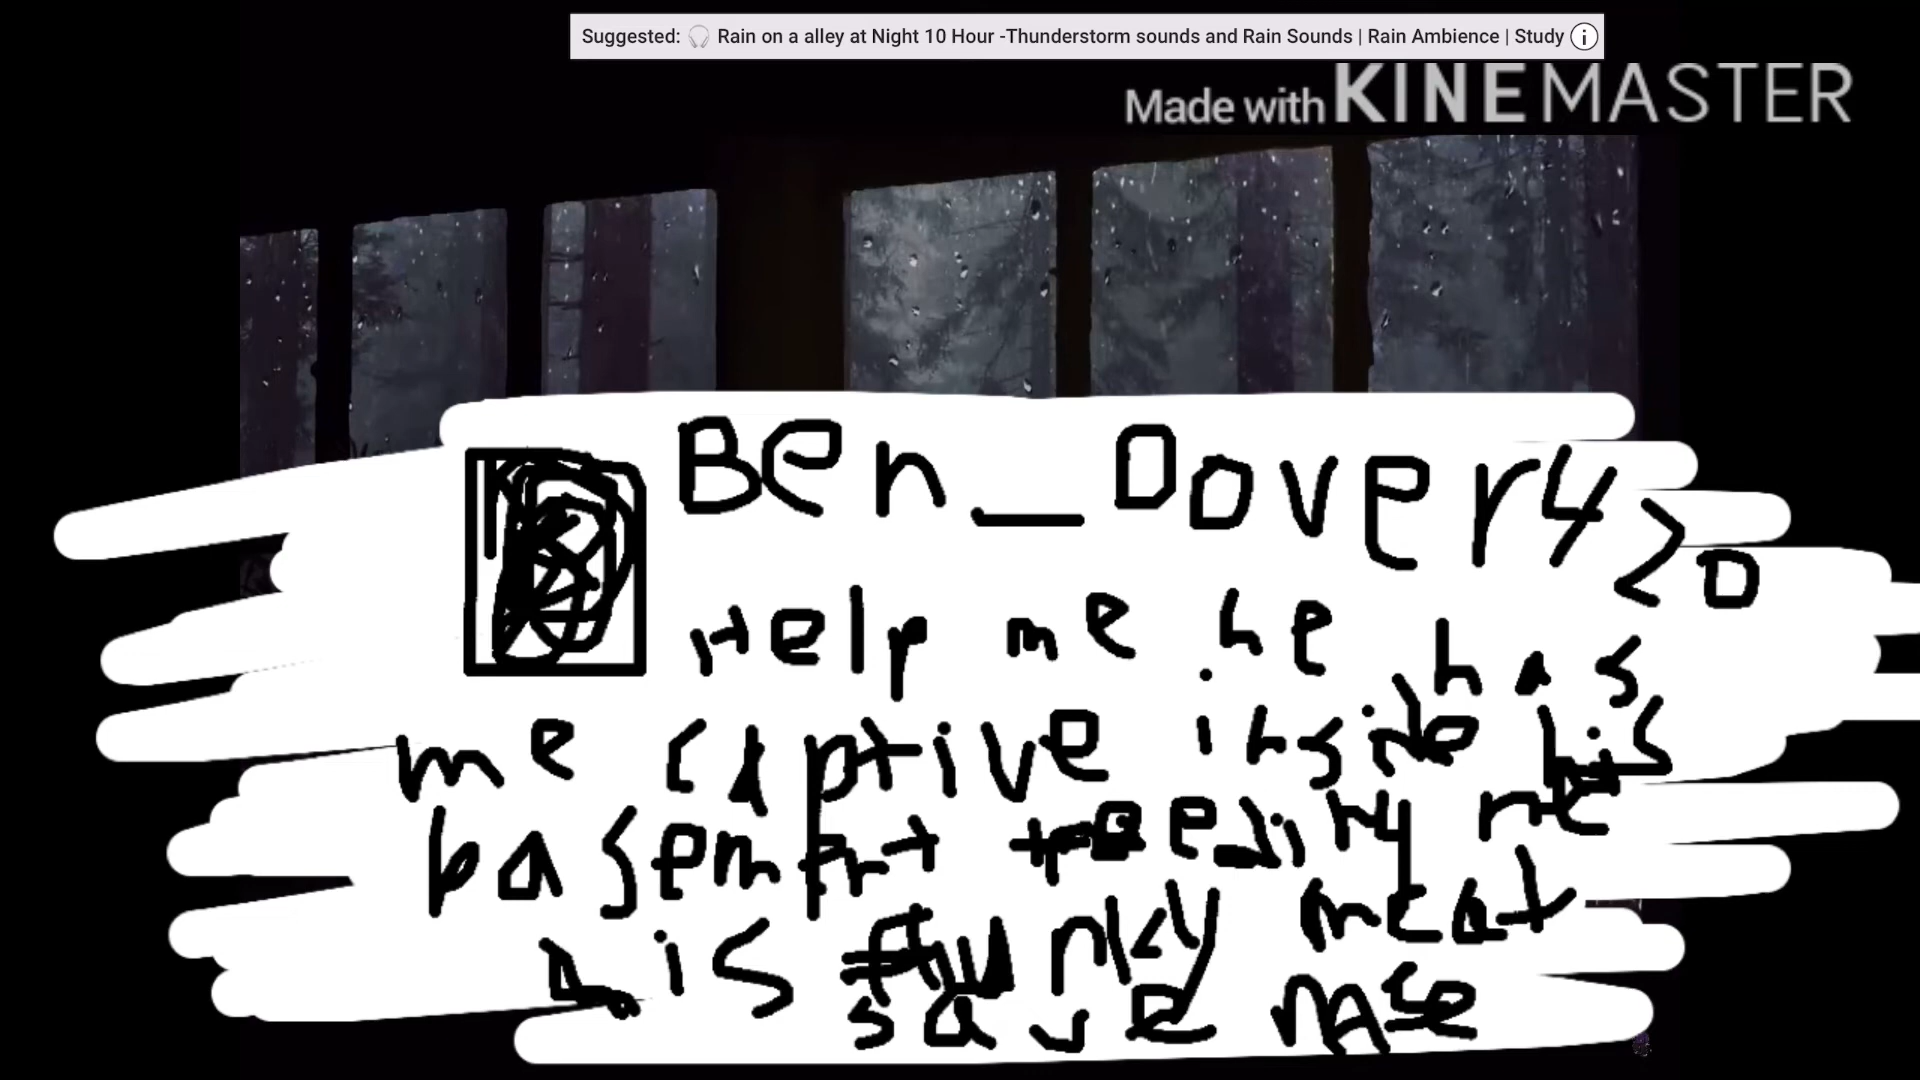 Suggested: 🎧 Rain on a alley at Night 10 Hour -Thunderstorm sounds and Rain Sounds | Rain Ambience | Study
Made with KINEMASTER
Ben_Dover420
Help me he has
me captive inside his
basement feeding me
his funky meat
save me